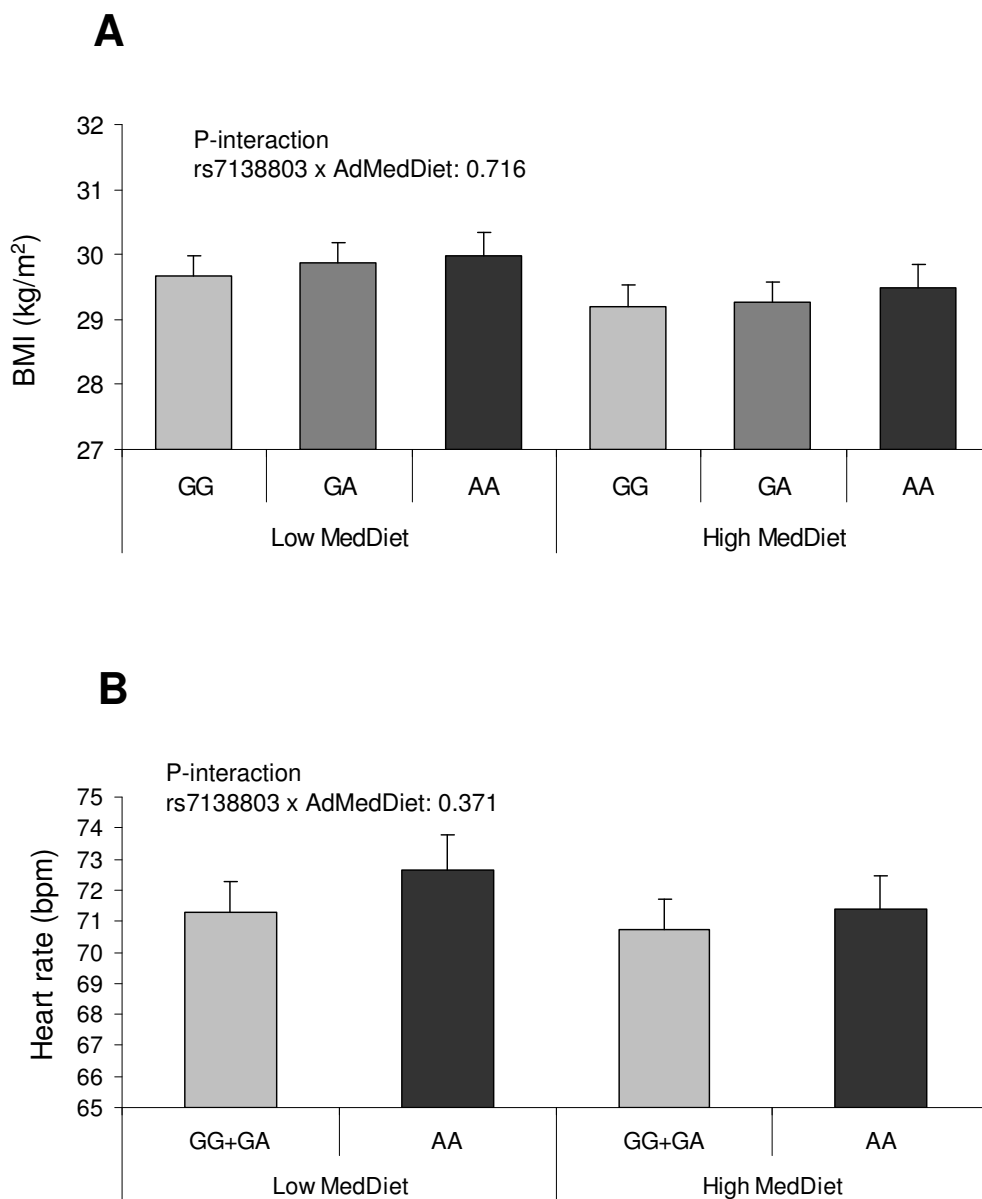 A
P-interaction
rs7138803 x AdMedDiet: 0.716
BMI (kg/m²)
32
31
30
29
28
27
GG GA AA GG GA AA
Low MedDiet High MedDiet
B
P-interaction
rs7138803 x AdMedDiet: 0.371
Heart rate (bpm)
75
74
73
72
71
70
69
68
67
66
65
GG+GA AA GG+GA AA
Low MedDiet High MedDiet